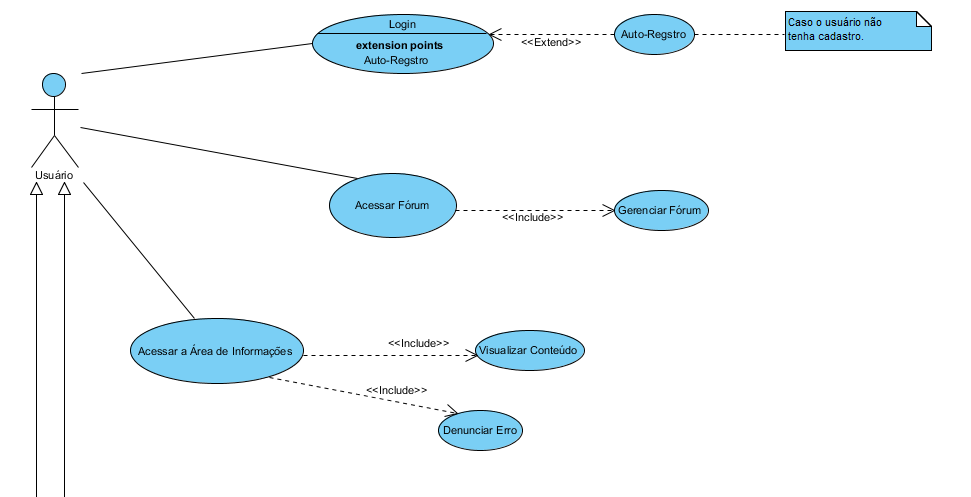 Login
extension points
Auto-Regstro
<<Extend>>
Auto-Regstro
Caso o usuário não
tenha cadastro.
Usuário
Acessar Fórum
<<Include>>
Gerenciar Fórum
Acessar a Área de Informações
<<Include>>
Visualizar Conteúdo
<<Include>>
Denunciar Erro